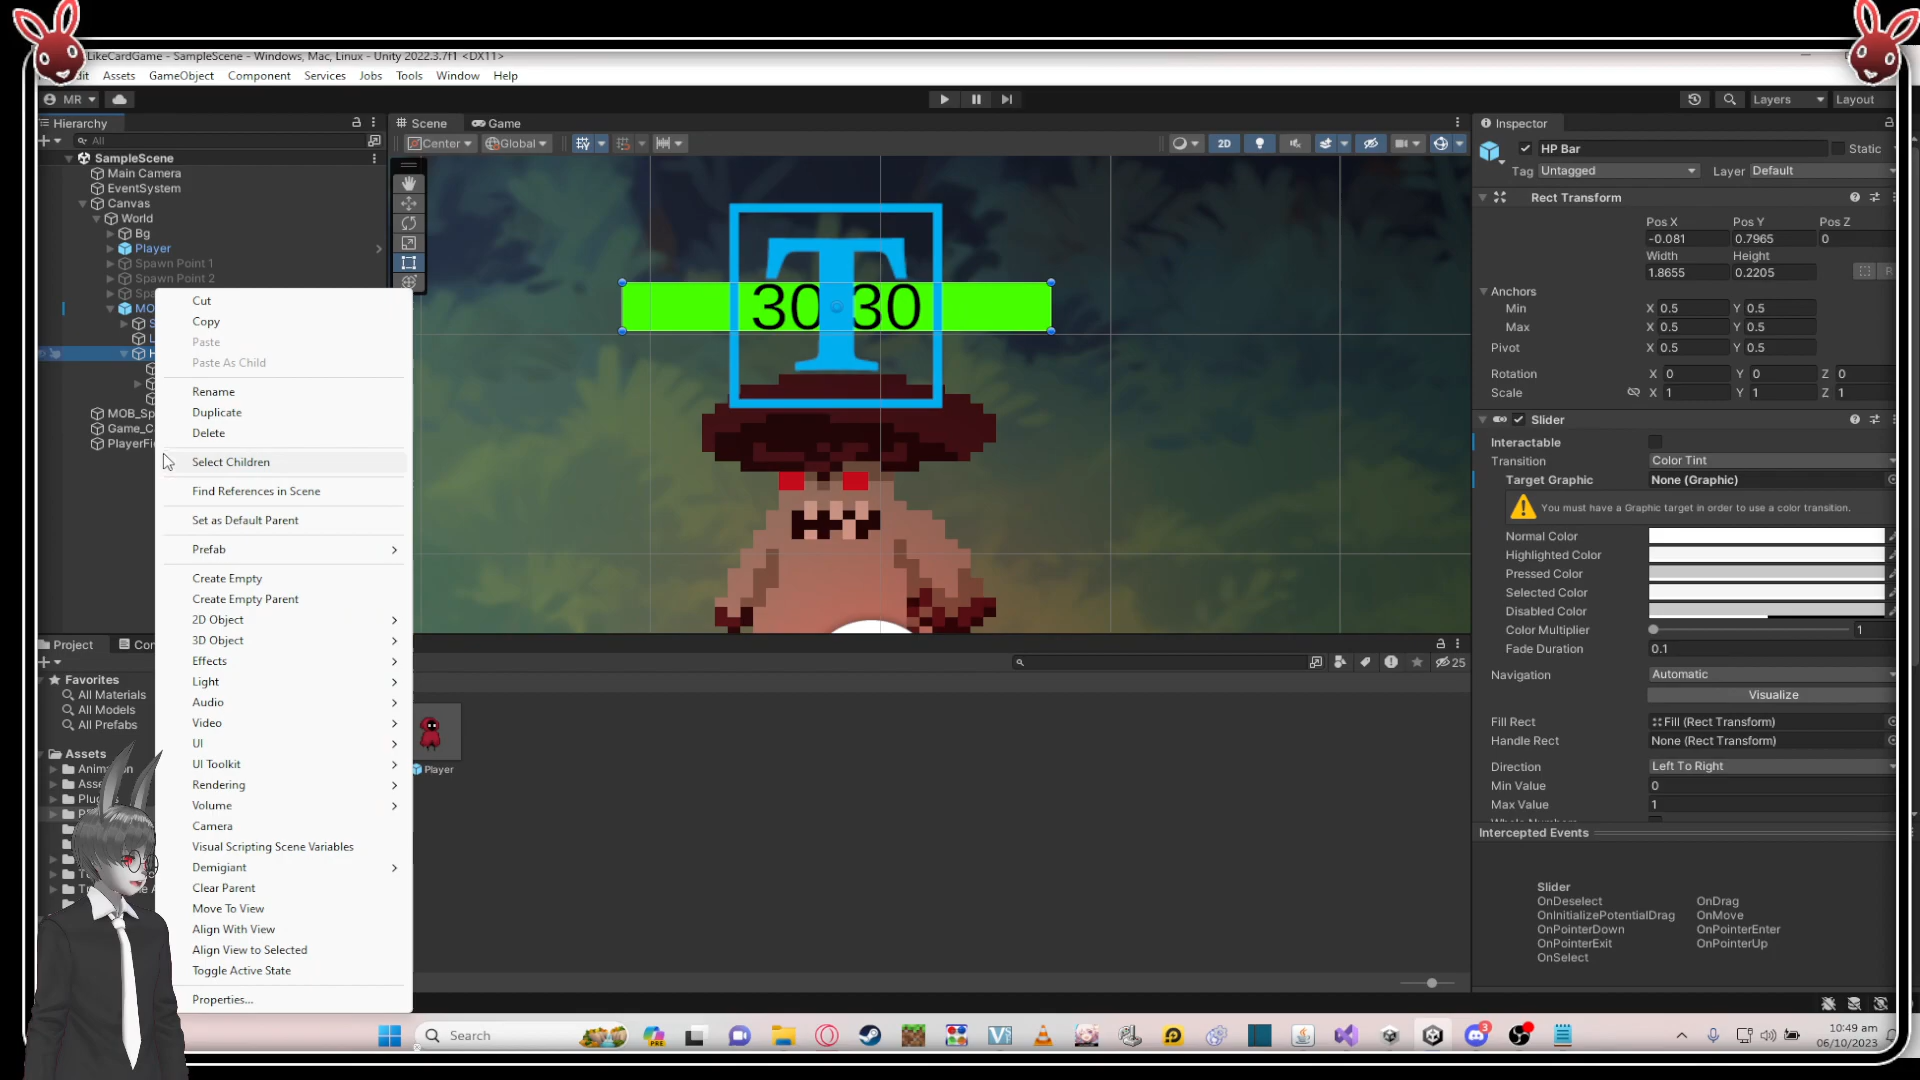 LikeCardGame - SampleScene - Windows, Mac, Linux - Unity 2022.3.7f1 <DX11>
Assets GameObject Component Services Jobs Tools Window Help
MR
Layers Layout
Hierarchy
Scene Game
Inspector
All
Center Global
2D
SampleScene
Main Camera
EventSystem
Canvas
World
Bg
Player
Spawn Point 1
Spawn Point 2
MOB_Sp
Game_C
PlayerFi
Cut
Copy
Paste
Paste As Child
Rename
Duplicate
Delete
Select Children
Find References in Scene
Set as Default Parent
Prefab
Create Empty
Create Empty Parent
2D Object
3D Object
Effects
Light
Audio
Video
UI
UI Toolkit
Rendering
Volume
Camera
Visual Scripting Scene Variables
Demigiant
Clear Parent
Move To View
Align With View
Align View to Selected
Toggle Active State
Properties...
T
30 30
HP Bar
Static
Tag Untagged Layer Default
Rect Transform
Pos X Pos Y Pos Z
-0.081 0.7965 0
Width Height
1.8655 0.2205
R
Anchors
Min X 0.5 Y 0.5
Max X 0.5 Y 0.5
Pivot X 0.5 Y 0.5
Rotation X 0 Y 0 Z 0
Scale X 1 Y 1 Z 1
Slider
Interactable
Transition Color Tint
Target Graphic None (Graphic)
You must have a Graphic target in order to use a color transition.
Normal Color
Highlighted Color
Pressed Color
Selected Color
Disabled Color
Color Multiplier 1
Fade Duration 0.1
Navigation Automatic
Visualize
Fill Rect Fill (Rect Transform)
Handle Rect None (Rect Transform)
Direction Left To Right
Min Value 0
Max Value 1
Intercepted Events
Slider
OnDeselect OnDrag
OnInitializePotentialDrag OnMove
OnPointerDown OnPointerEnter
OnPointerExit OnPointerUp
OnSelect
Project
25
Favorites
All Materials
All Models
All Prefabs
Assets
Player
Search
PRE
3
10:49 am
06/10/2023